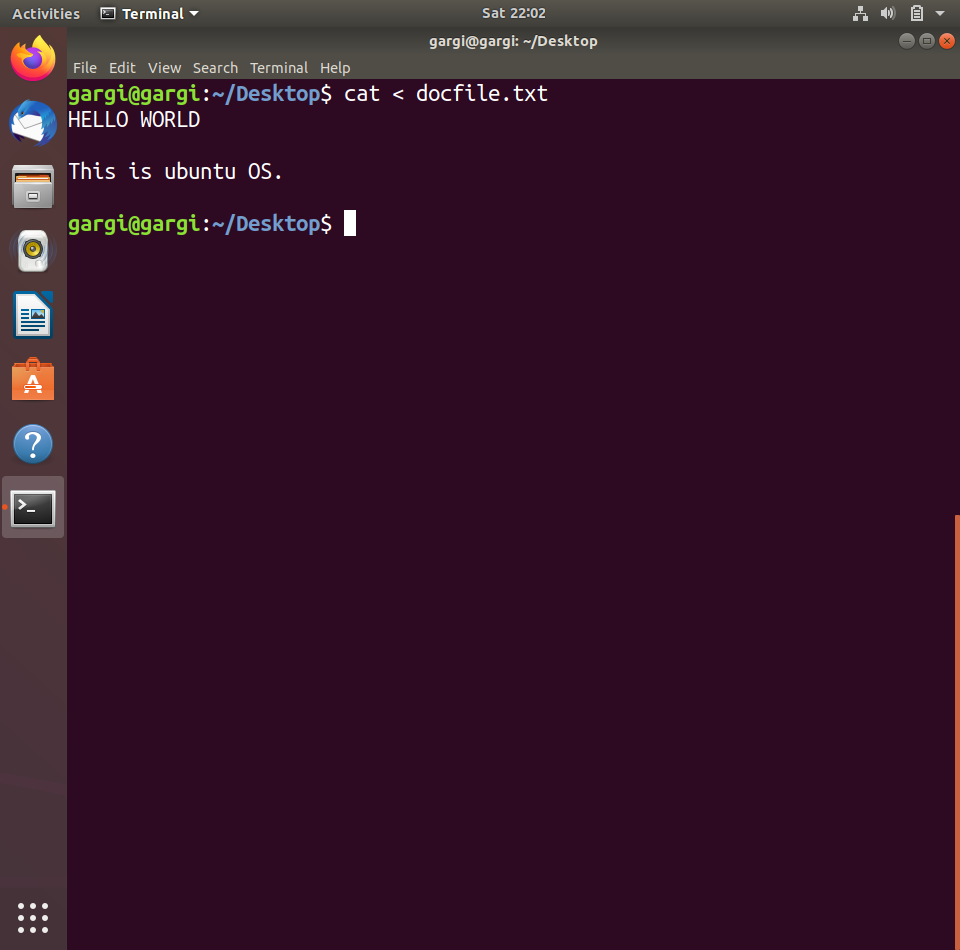 Activities Terminal Sat 22:02
gargi@gargi: ~/Desktop
File Edit View Search Terminal Help
gargi@gargi:~/Desktop$ cat < docfile.txt
HELLO WORLD
This is ubuntu OS.
gargi@gargi:~/Desktop$